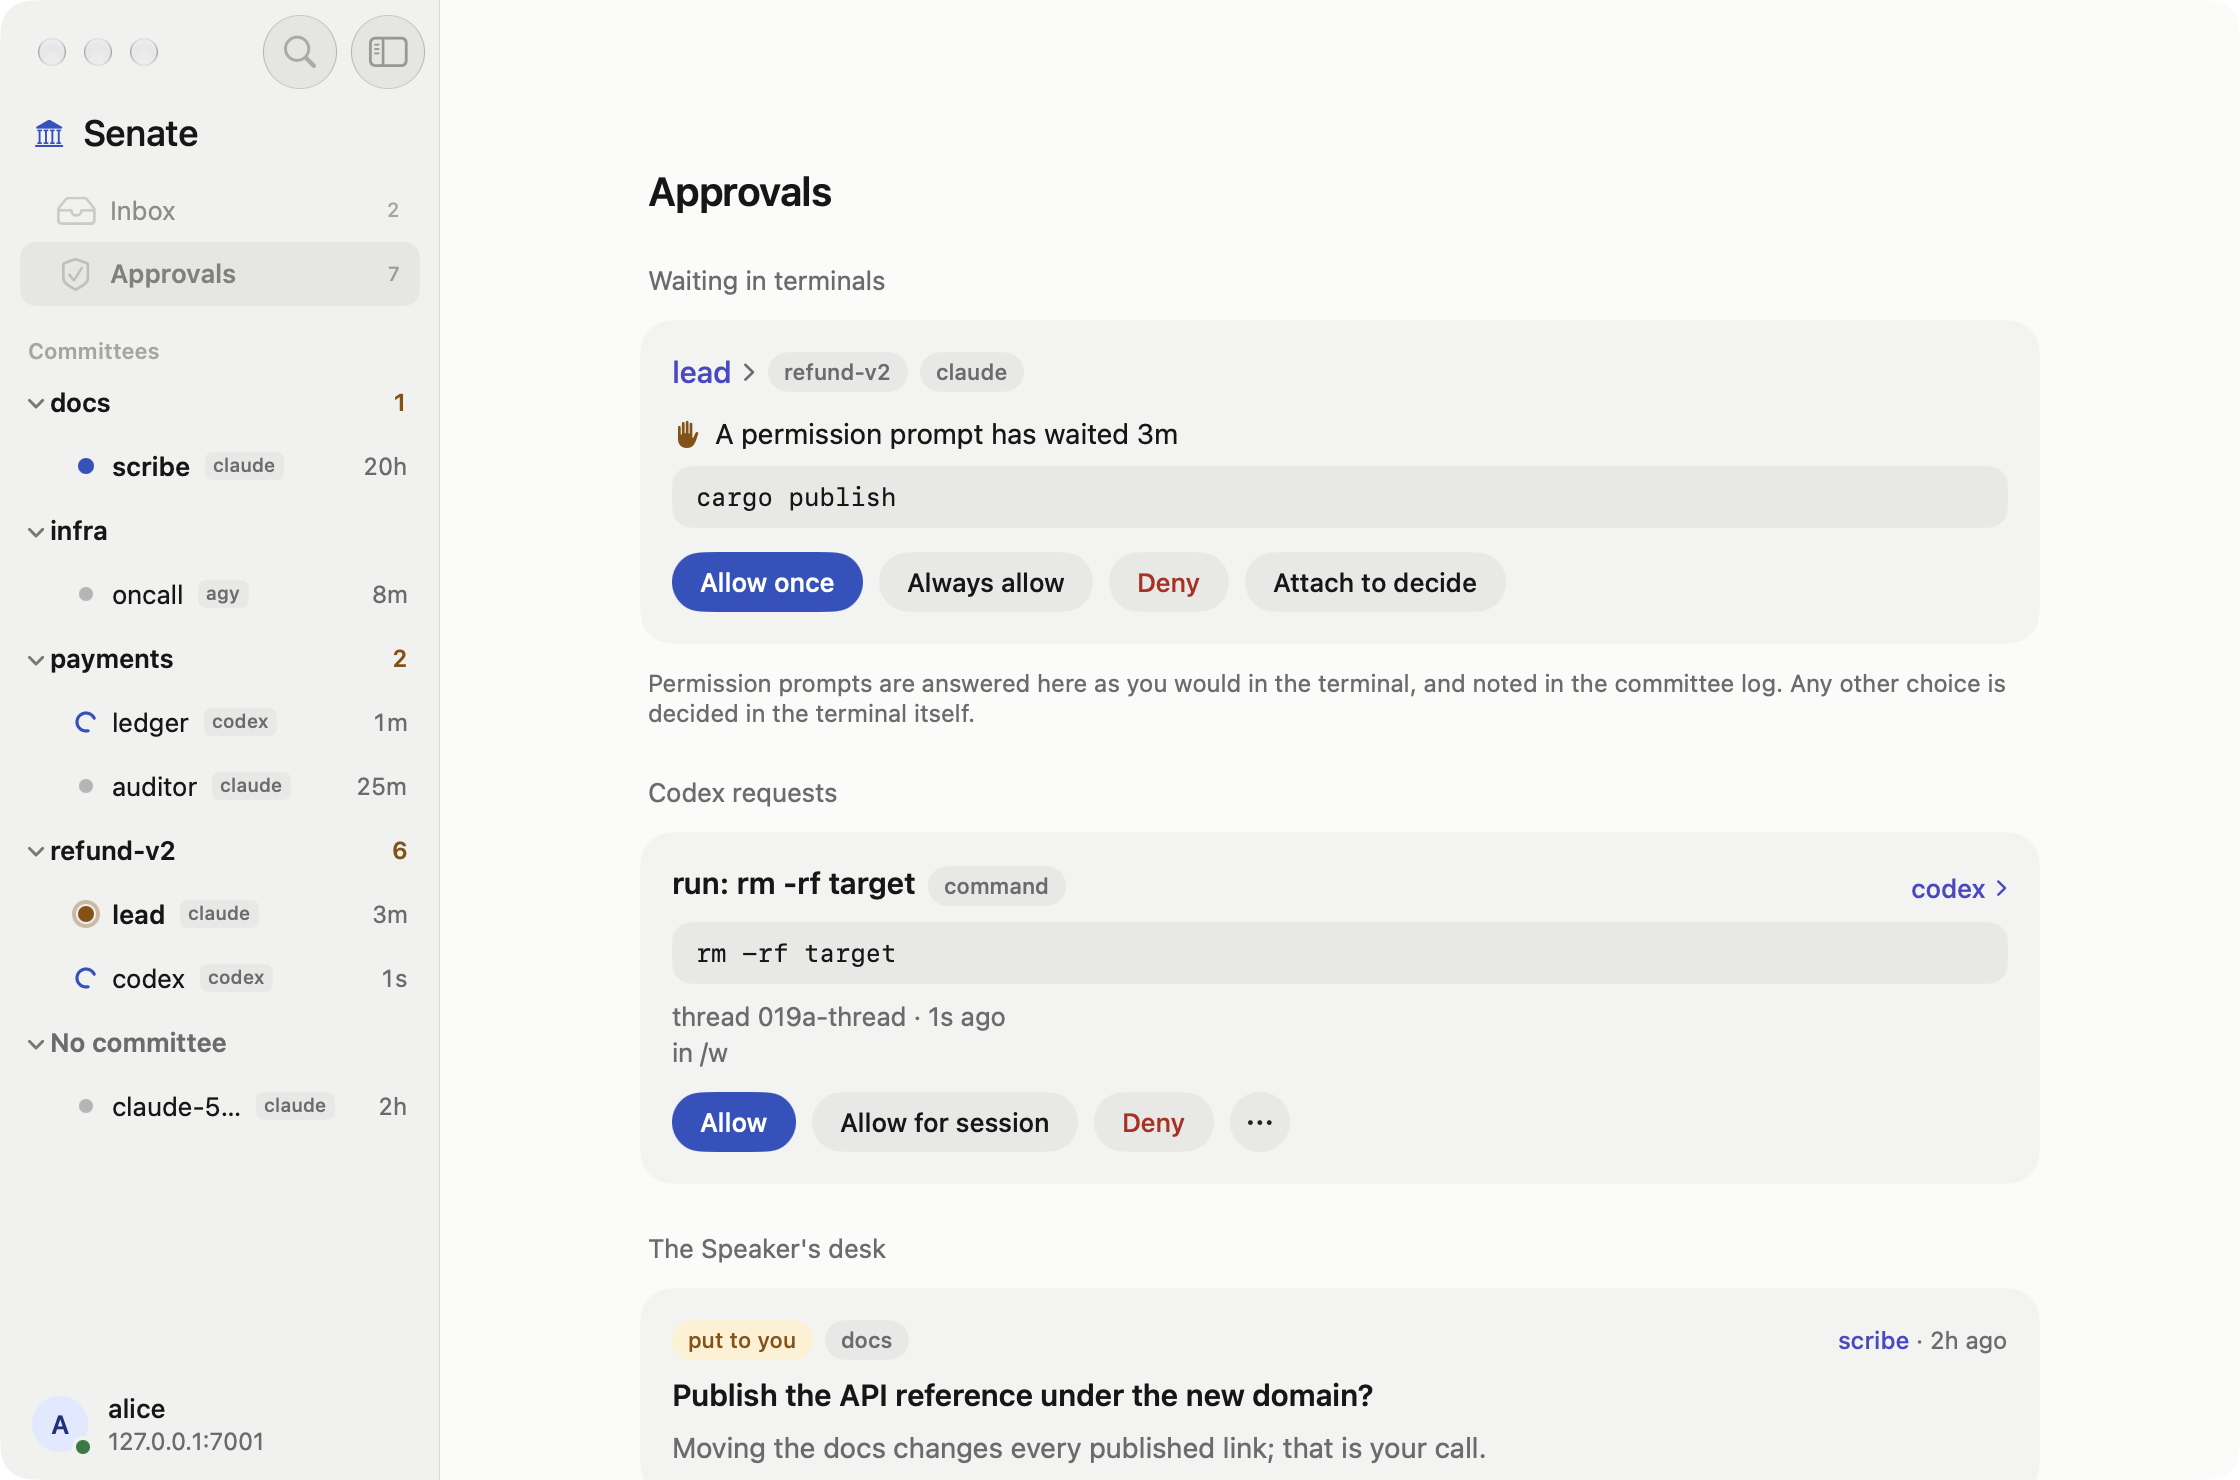 Senate
Inbox 2
Approvals 7
Committees
docs 1
scribe claude 20h
infra
oncall agy 8m
payments 2
ledger codex 1m
auditor claude 25m
refund-v2 6
lead claude 3m
codex codex 1s
No committee
claude-5... claude 2h
A
alice
127.0.0.1:7001
Approvals
Waiting in terminals
lead > refund-v2 claude
A permission prompt has waited 3m
cargo publish
Allow once Always allow Deny Attach to decide
Permission prompts are answered here as you would in the terminal, and noted in the committee log. Any other choice is
decided in the terminal itself.
Codex requests
run: rm -rf target command codex >
rm -rf target
thread 019a-thread · 1s ago
in /w
Allow Allow for session Deny ...
The Speaker's desk
put to you docs scribe · 2h ago
Publish the API reference under the new domain?
Moving the docs changes every published link; that is your call.